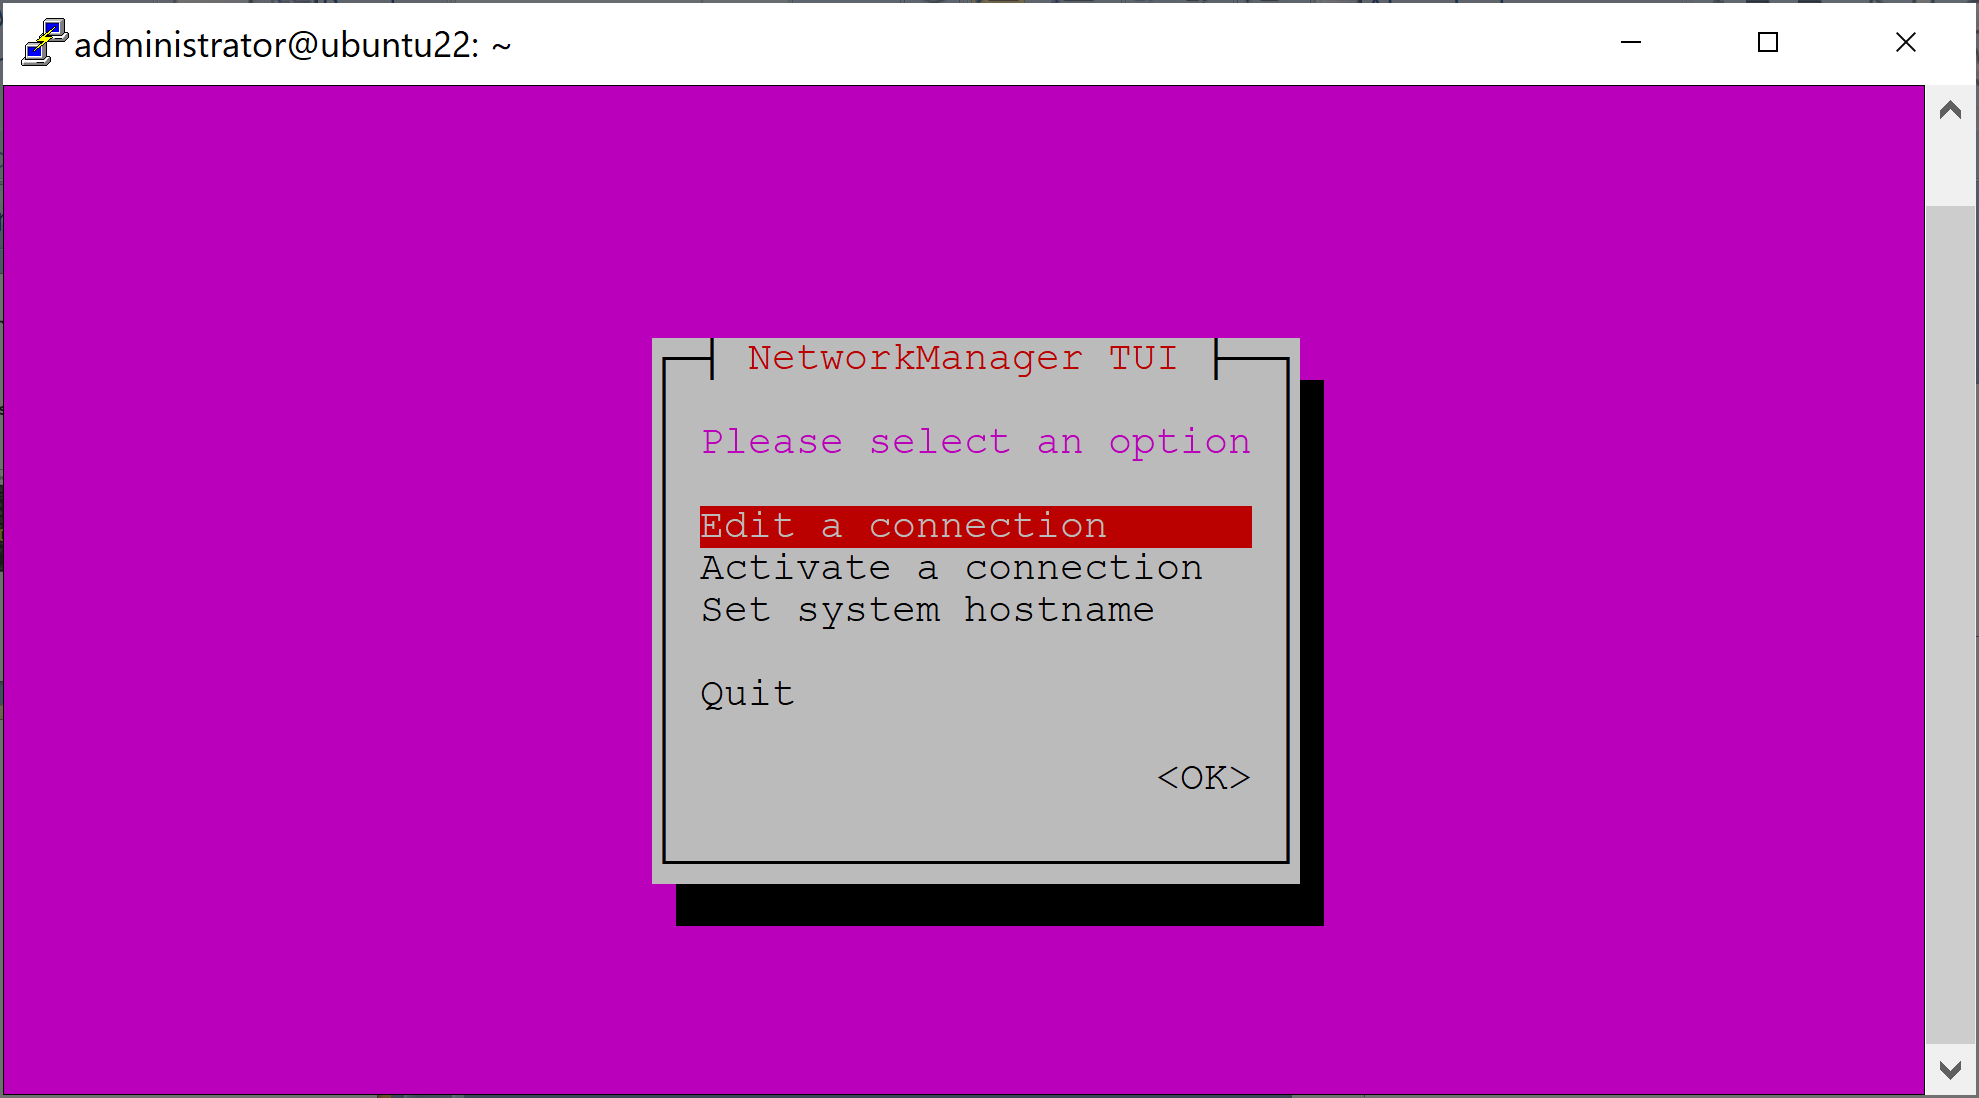 administrator@ubuntu22: ~
NetworkManager TUI
Please select an option
Edit a connection
Activate a connection
Set system hostname
Quit
<OK>